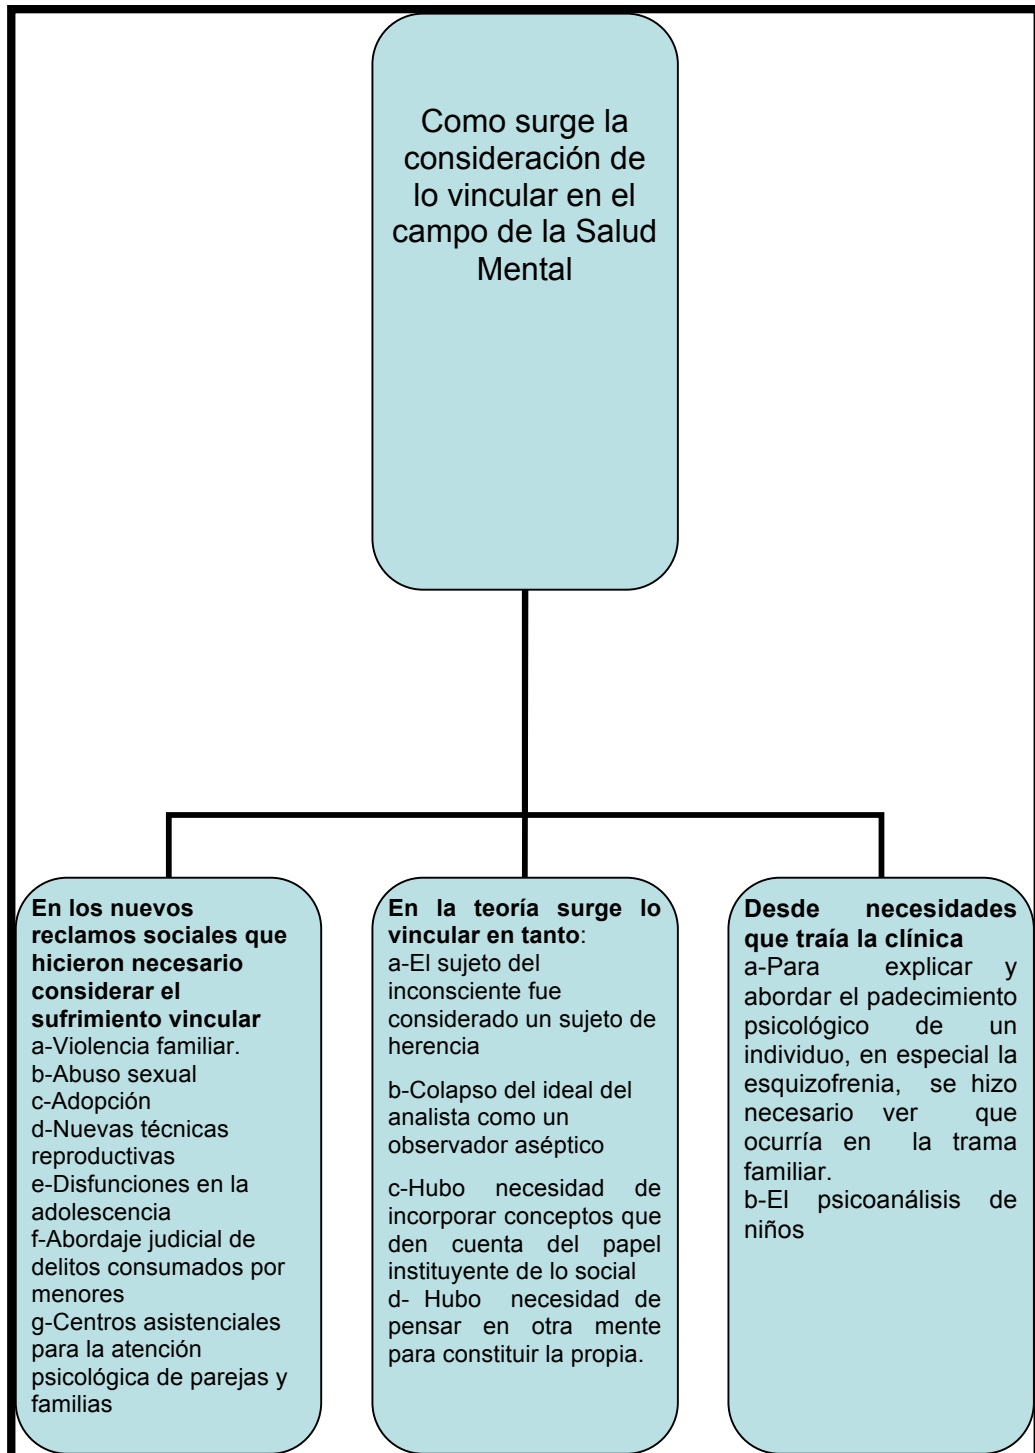 Como surge la
consideración de
lo vincular en el
campo de la Salud
Mental
En los nuevos
reclamos sociales que
hicieron necesario
considerar el
sufrimiento vincular
a-Violencia familiar.
b-Abuso sexual
c-Adopción
d-Nuevas técnicas
reproductivas
e-Disfunciones en la
adolescencia
f-Abordaje judicial de
delitos consumados por
menores
g-Centros asistenciales
para la atención
psicológica de parejas y
familias
En la teoría surge lo
vincular en tanto:
a-El sujeto del
inconsciente fue
considerado un sujeto de
herencia
b-Colapso del ideal del
analista como un
observador aséptico
c-Hubo necesidad de
incorporar conceptos que
den cuenta del papel
instituyente de lo social
d- Hubo necesidad de
pensar en otra mente
para constituir la propia.
Desde necesidades
que traía la clínica
a-Para explicar y
abordar el padecimiento
psicológico de un
individuo, en especial la
esquizofrenia, se hizo
necesario ver que
ocurría en la trama
familiar.
b-El psicoanálisis de
niños